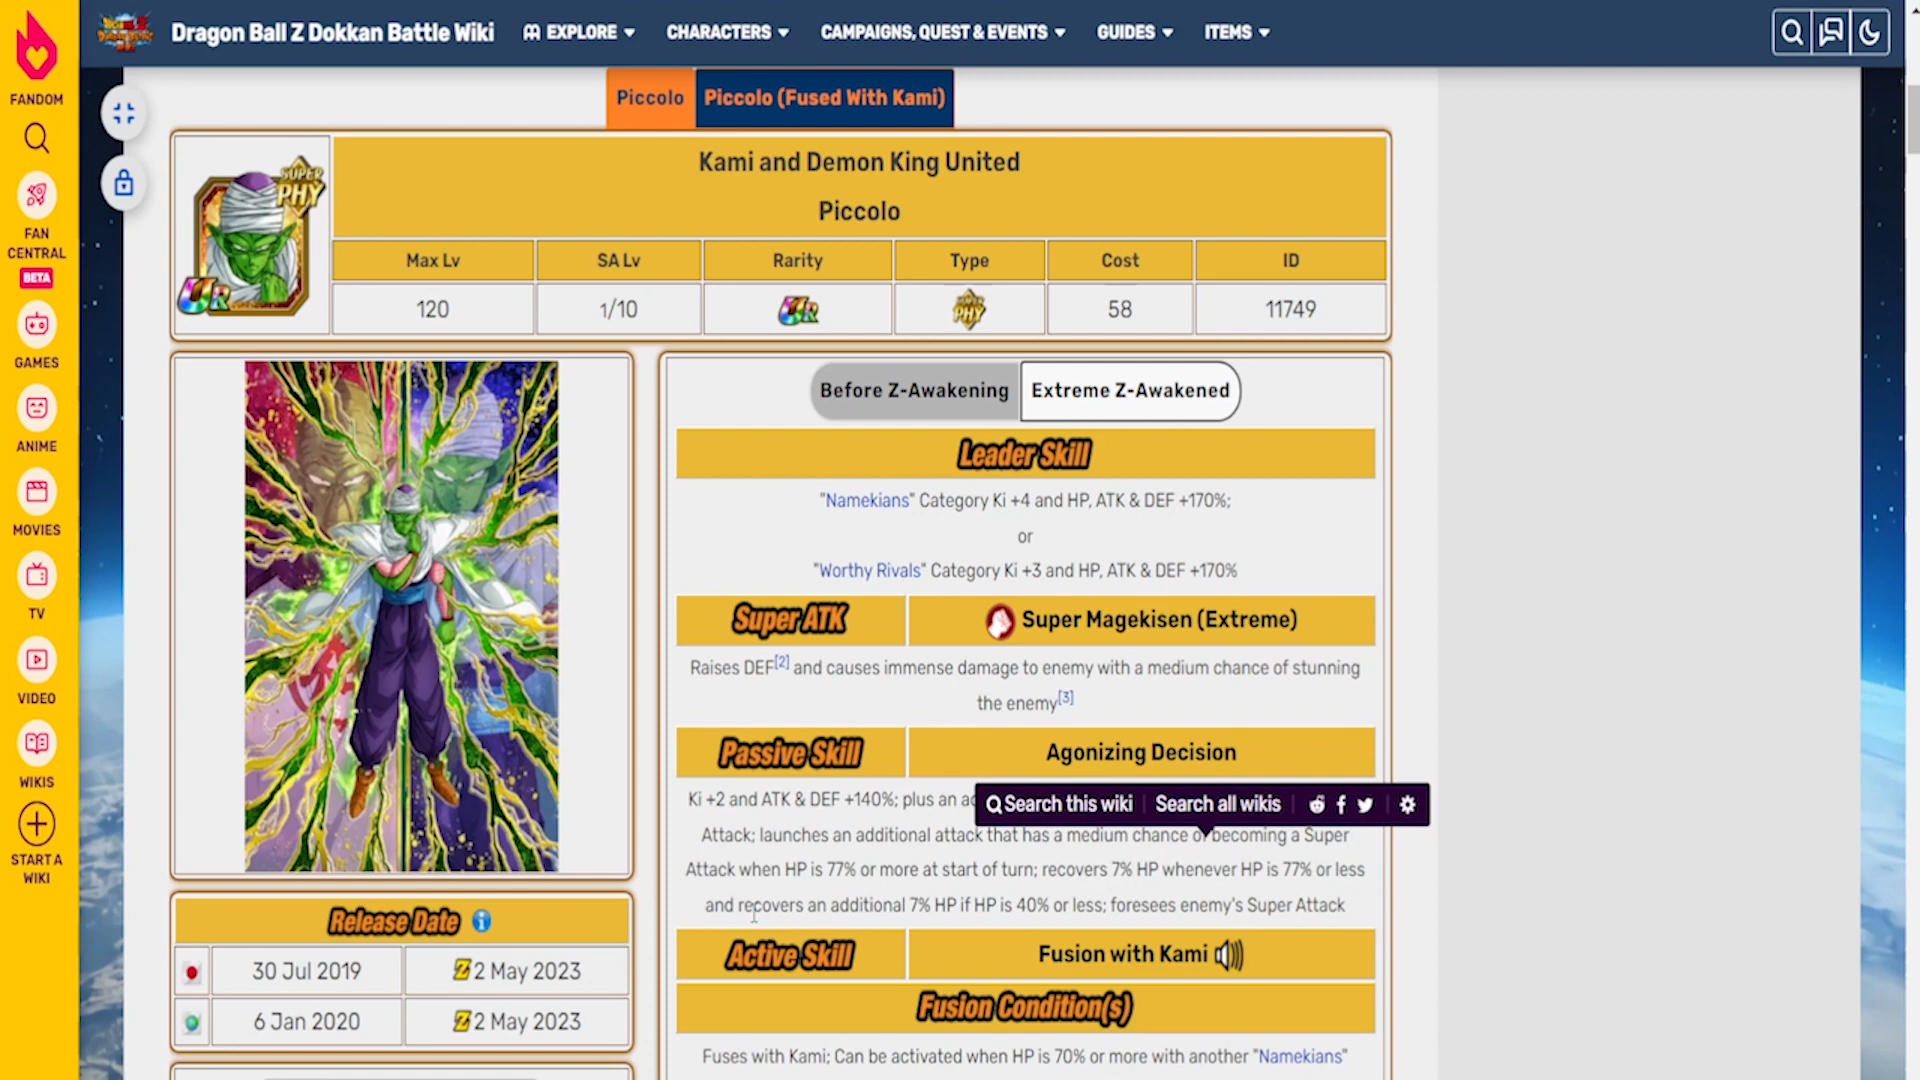 Dragon Ball Z Dokkan Battle Wiki
EXPLORE
CHARACTERS
CAMPAIGNS, QUEST & EVENTS
GUIDES
ITEMS
FANDOM
FAN
CENTRAL
BETA
GAMES
ANIME
MOVIES
TV
VIDEO
WIKIS
START A
WIKI
Piccolo
Piccolo (Fused With Kami)
SUPER
PHY
UR
Kami and Demon King United
Piccolo
Max Lv SA Lv Rarity Type Cost ID
120 1/10 UR SUPER PHY 58 11749
Before Z-Awakening
Extreme Z-Awakened
Leader Skill
"Namekians" Category Ki +4 and HP, ATK & DEF +170%;
or
"Worthy Rivals" Category Ki +3 and HP, ATK & DEF +170%
Super ATK
Super Magekisen (Extreme)
Raises DEF[2] and causes immense damage to enemy with a medium chance of stunning
the enemy[3]
Passive Skill
Agonizing Decision
Ki +2 and ATK & DEF +140%; plus an
Search this wiki
Search all wikis
Attack; launches an additional attack that has a medium chance of becoming a Super
Attack when HP is 77% or more at start of turn; recovers 7% HP whenever HP is 77% or less
and recovers an additional 7% HP if HP is 40% or less; foresees enemy's Super Attack
Active Skill
Fusion with Kami
Fusion Condition(s)
Fuses with Kami; Can be activated when HP is 70% or more with another "Namekians"
Release Date
30 Jul 2019 Z 2 May 2023
6 Jan 2020 Z 2 May 2023